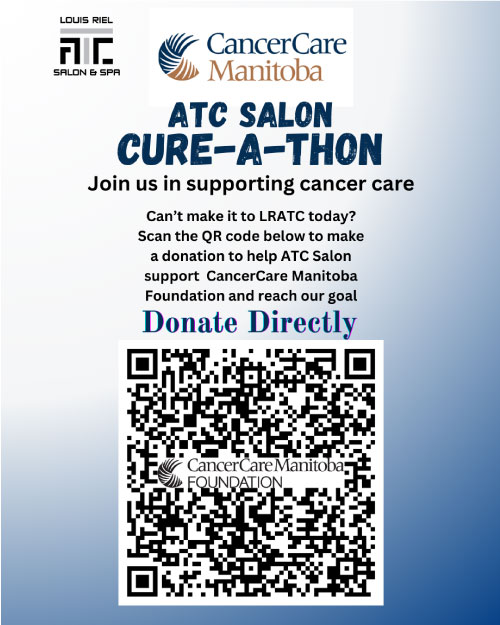 LOUIS RIEL
ATC
SALON & SPA
CancerCare
Manitoba
ATC SALON
CURE-A-THON
Join us in supporting cancer care
Can't make it to LRATC today?
Scan the QR code below to make
a donation to help ATC Salon
support CancerCare Manitoba
Foundation and reach our goal
Donate Directly
CancerCare Manitoba
FOUNDATION